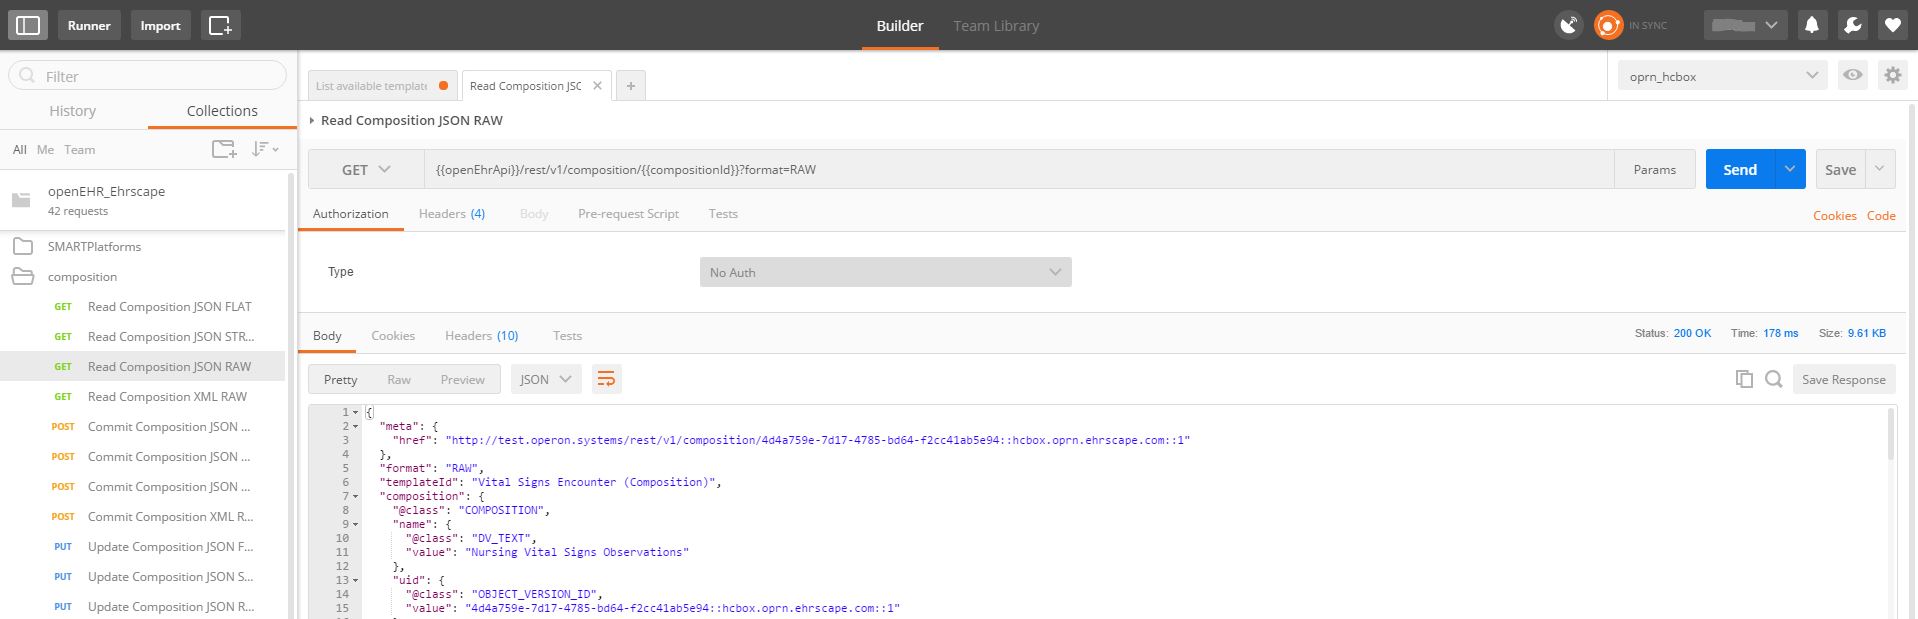 Runner Import Builder Team Library IN SYNC
Filter
History Collections
All Me Team
openEHR_Ehrscape
42 requests
SMARTPlatforms
composition
GET Read Composition JSON FLAT
GET Read Composition JSON STR...
GET Read Composition JSON RAW
GET Read Composition XML RAW
POST Commit Composition JSON ...
POST Commit Composition JSON ...
POST Commit Composition JSON ...
POST Commit Composition XML R...
PUT Update Composition JSON F...
PUT Update Composition JSON S...
PUT Update Composition JSON R...
List available template Read Composition JSC + oprn_hcbox
Read Composition JSON RAW
GET {{openEhrApi}}/rest/v1/composition/{{compositionId}}?format=RAW Params Send Save
Authorization Headers (4) Body Pre-request Script Tests Cookies Code
Type No Auth
Body Cookies Headers (10) Tests Status: 200 OK Time: 178 ms Size: 9.61 KB
Pretty Raw Preview JSON Save Response
1 {
2 "meta": {
3 "href": "http://test.operon.systems/rest/v1/composition/4d4a759e-7d17-4785-bd64-f2cc41ab5e94::hcbox.oprn.ehrscape.com::1"
4 },
5 "format": "RAW",
6 "templateId": "Vital Signs Encounter (Composition)",
7 "composition": {
8 "@class": "COMPOSITION",
9 "name": {
10 "@class": "DV_TEXT",
11 "value": "Nursing Vital Signs Observations"
12 },
13 "uid": {
14 "@class": "OBJECT_VERSION_ID",
15 "value": "4d4a759e-7d17-4785-bd64-f2cc41ab5e94::hcbox.oprn.ehrscape.com::1"